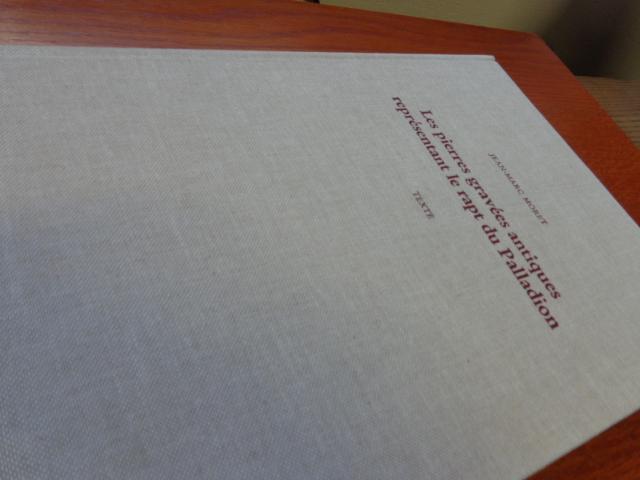 JEAN-MARC MORET
Les pierres gravées antiques
représentant le rapt du Palladion
TEXTE